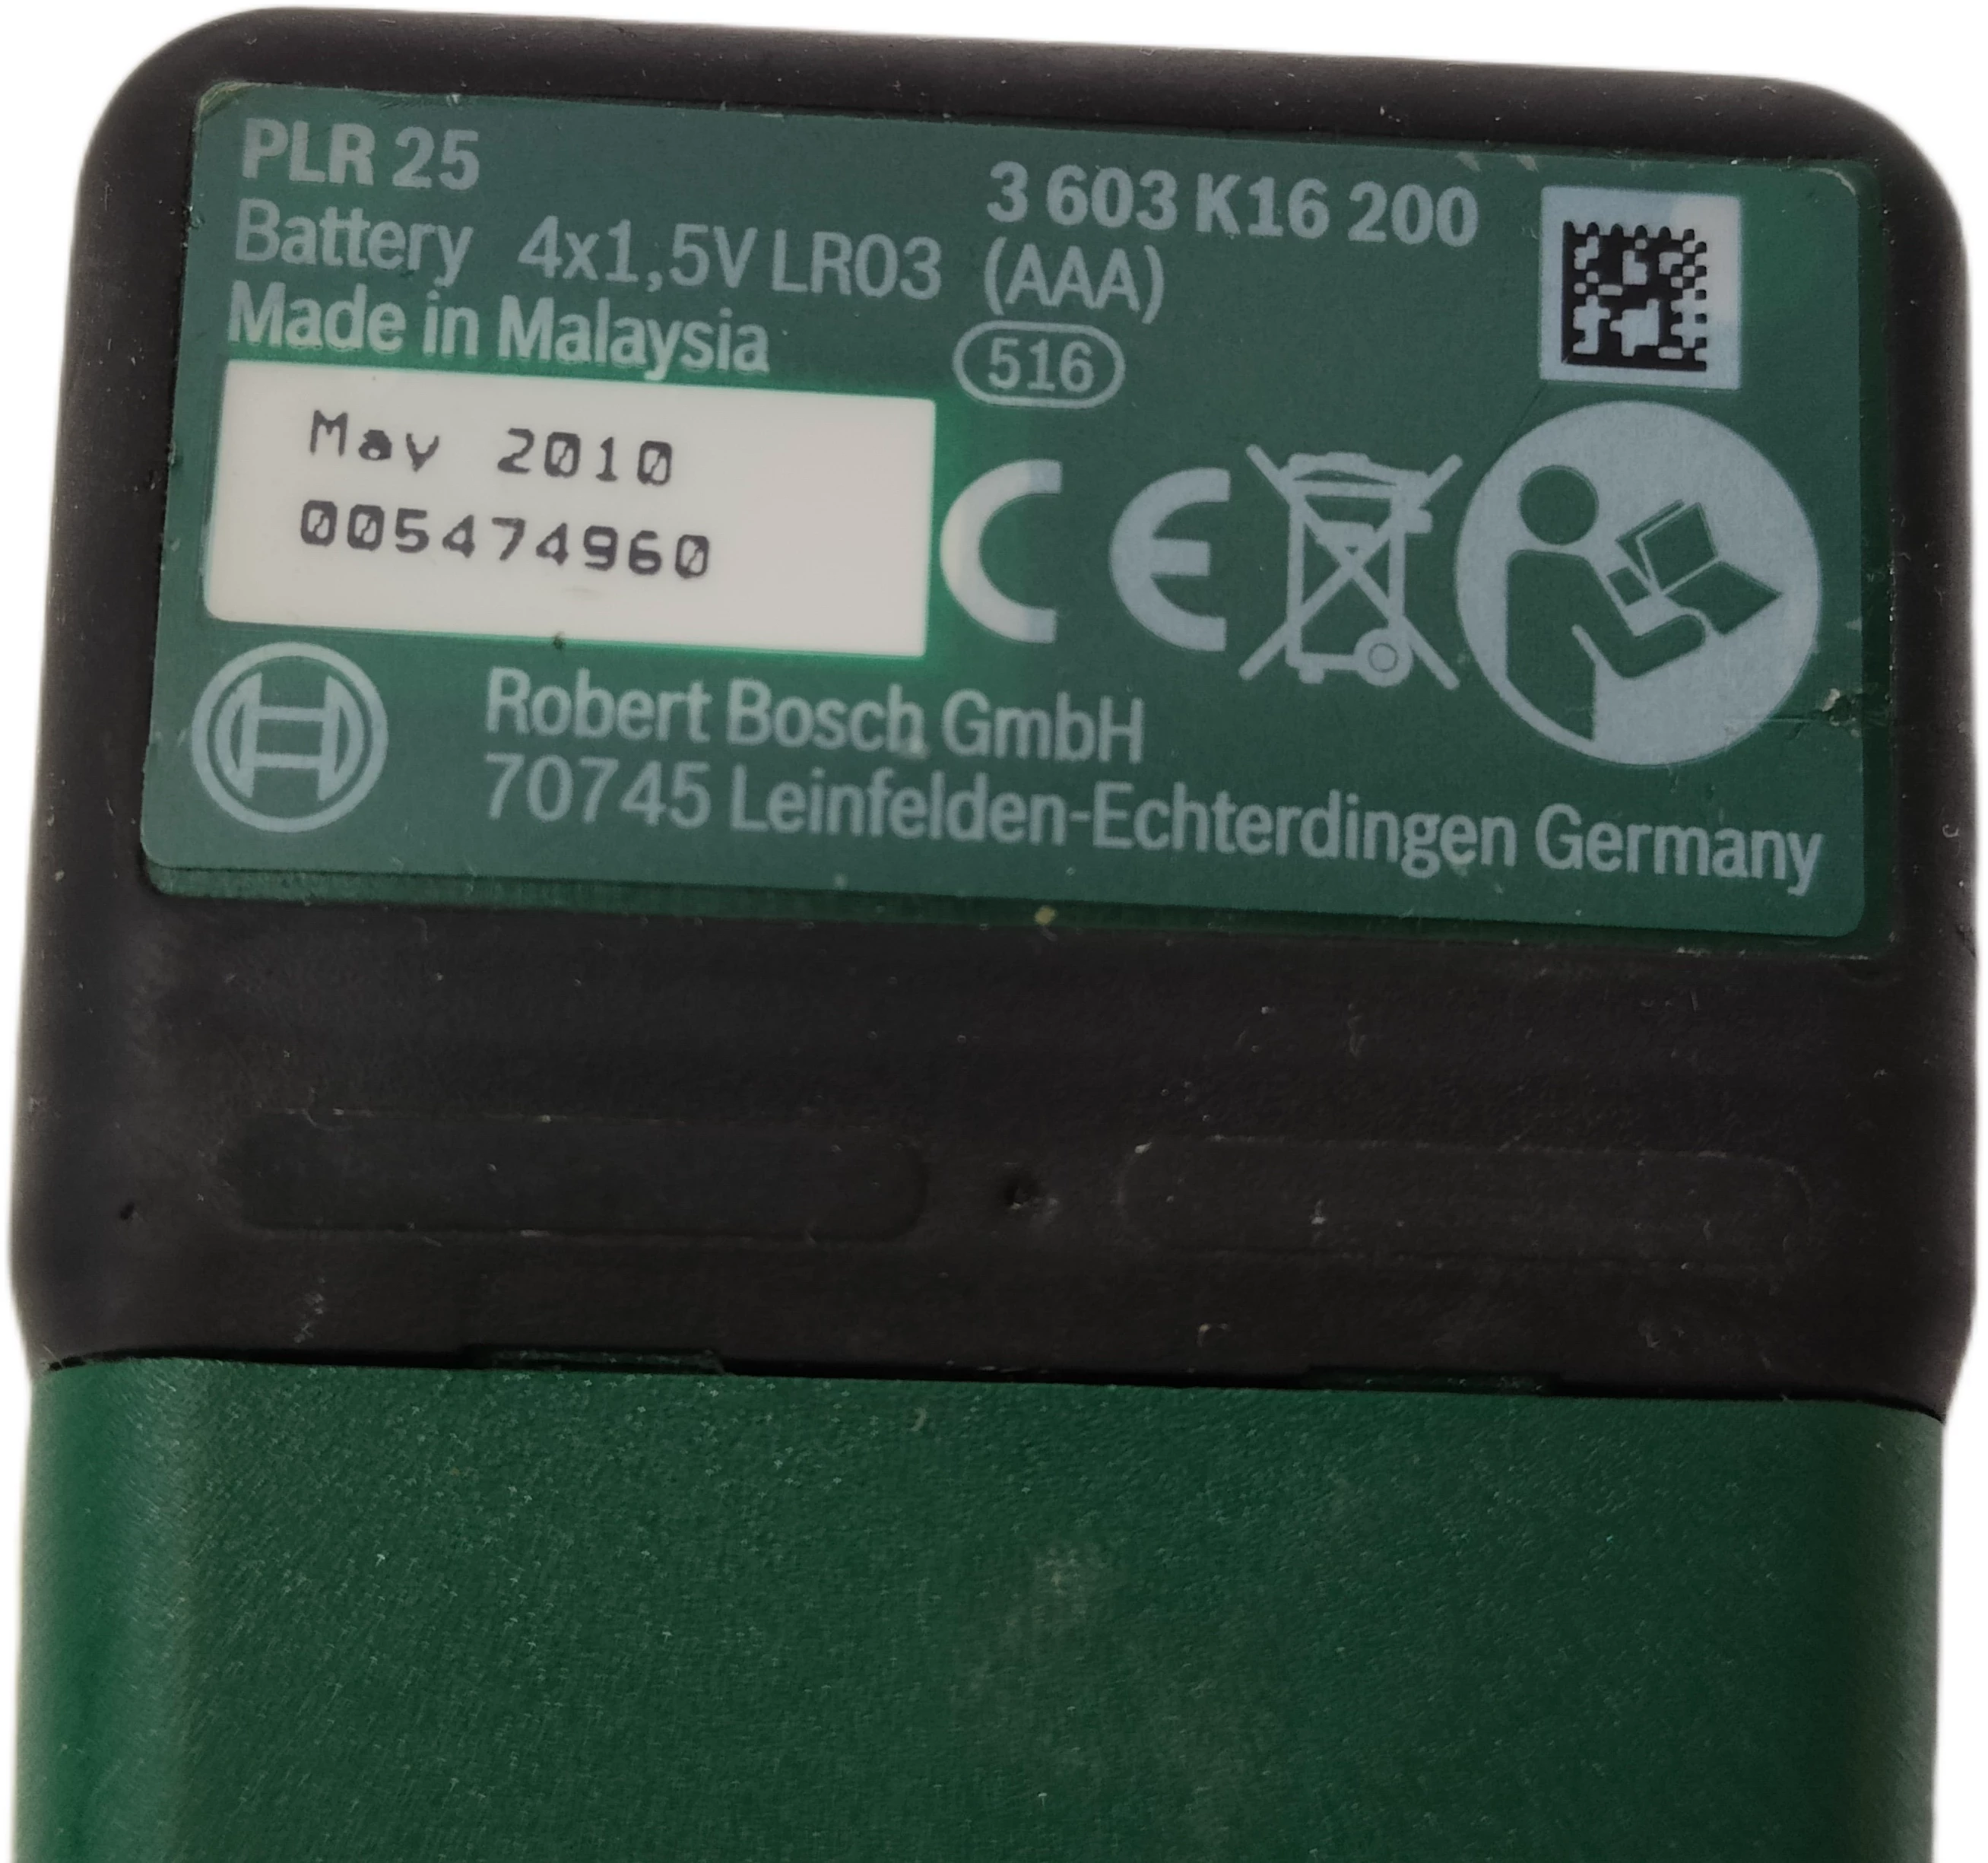 PLR 25
3 603 K16 200
Battery 4x1,5V LR03 (AAA)
Made in Malaysia
516
May 2010
005474960
CE
Robert Bosch GmbH
70745 Leinfelden-Echterdingen Germany